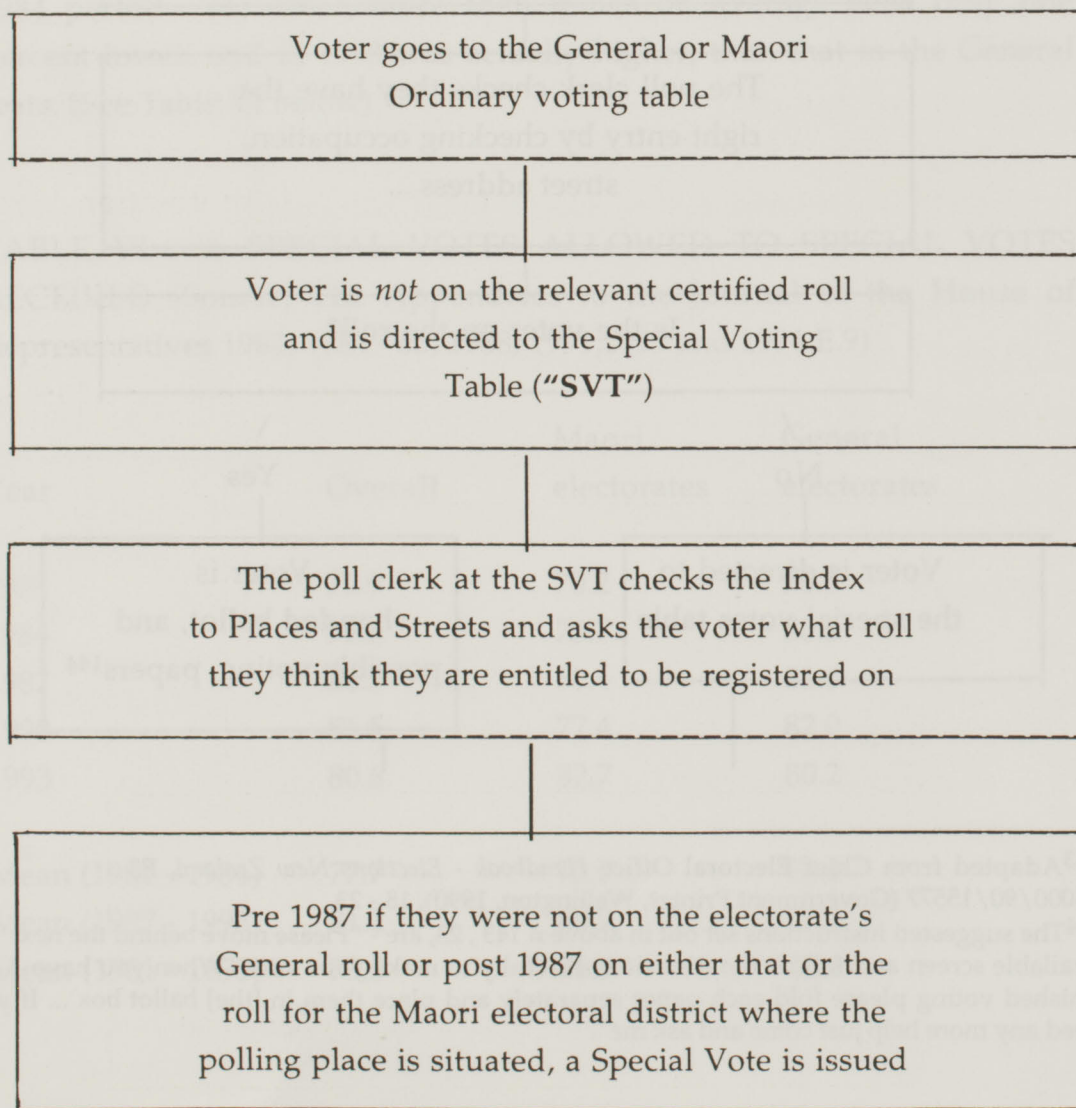 Voter goes to the General or Maori
Ordinary voting table
Voter is not on the relevant certified roll
and is directed to the Special Voting
Table ("SVT")
The poll clerk at the SVT checks the Index
to Places and Streets and asks the voter what roll
they think they are entitled to be registered on
Pre 1987 if they were not on the electorate's
General roll or post 1987 on either that or the
roll for the Maori electoral district where the
polling place is situated, a Special Vote is issued